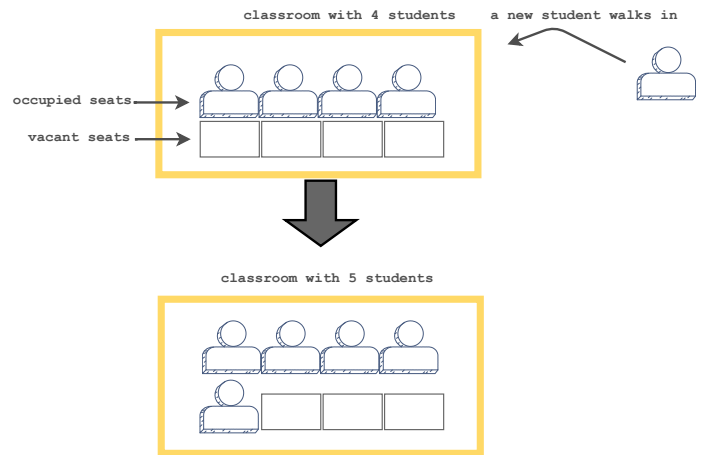 classroom with 4 students
a new student walks in
occupied seats
vacant seats
classroom with 5 students